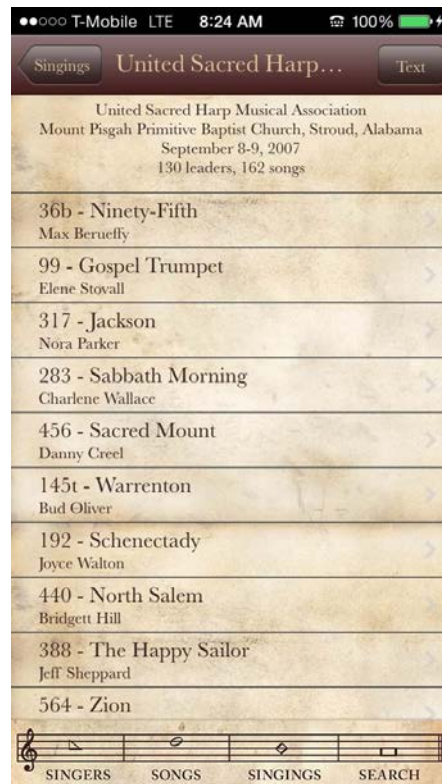 T-Mobile LTE 8:24 AM 100%
Singings United Sacred Harp... Text
United Sacred Harp Musical Association
Mount Pisgah Primitive Baptist Church, Stroud, Alabama
September 8-9, 2007
130 leaders, 162 songs
36b - Ninety-Fifth
Max Berueffy
99 - Gospel Trumpet
Elene Stovall
317 - Jackson
Nora Parker
283 - Sabbath Morning
Charlene Wallace
456 - Sacred Mount
Danny Creel
145t - Warrenton
Bud Oliver
192 - Schenectady
Joyce Walton
440 - North Salem
Bridgett Hill
388 - The Happy Sailor
Jeff Sheppard
564 - Zion
SINGERS SONGS SINGINGS SEARCH